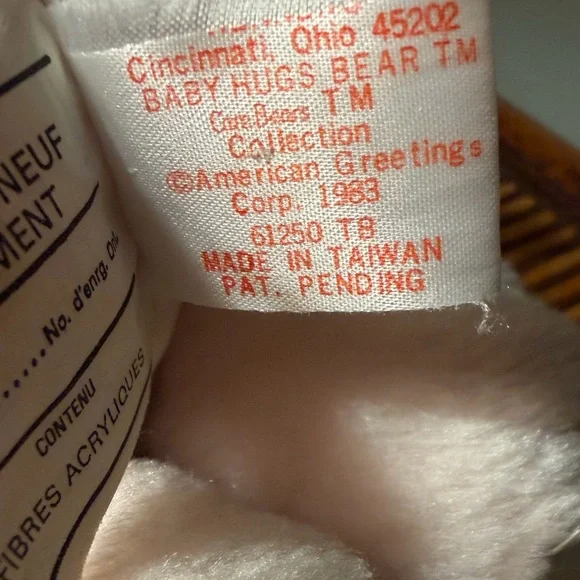 Cincinnati, Ohio 45202
BABY HUGS BEAR TM
Care Bears TM
Collection
©American Greetings
Corp. 1983
61250 TB
MADE IN TAIWAN
PAT. PENDING
NEUF
MENT
.....No. d'enrg. Ont.
CONTENU
FIBRES ACRYLIQUES